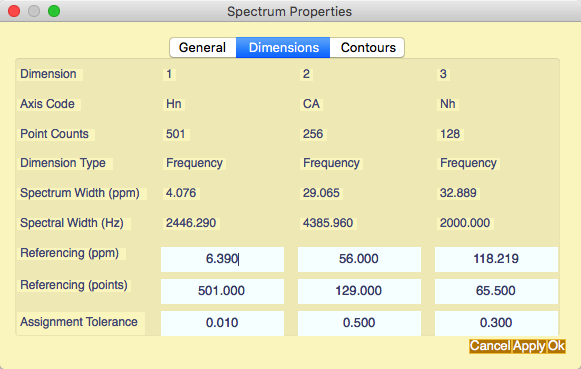 Spectrum Properties
General Dimensions Contours
Dimension 1 2 3
Axis Code Hn CA Nh
Point Counts 501 256 128
Dimension Type Frequency Frequency Frequency
Spectrum Width (ppm) 4.076 29.065 32.889
Spectral Width (Hz) 2446.290 4385.960 2000.000
Referencing (ppm) 6.390 56.000 118.219
Referencing (points) 501.000 129.000 65.500
Assignment Tolerance 0.010 0.500 0.300
Cancel Apply Ok